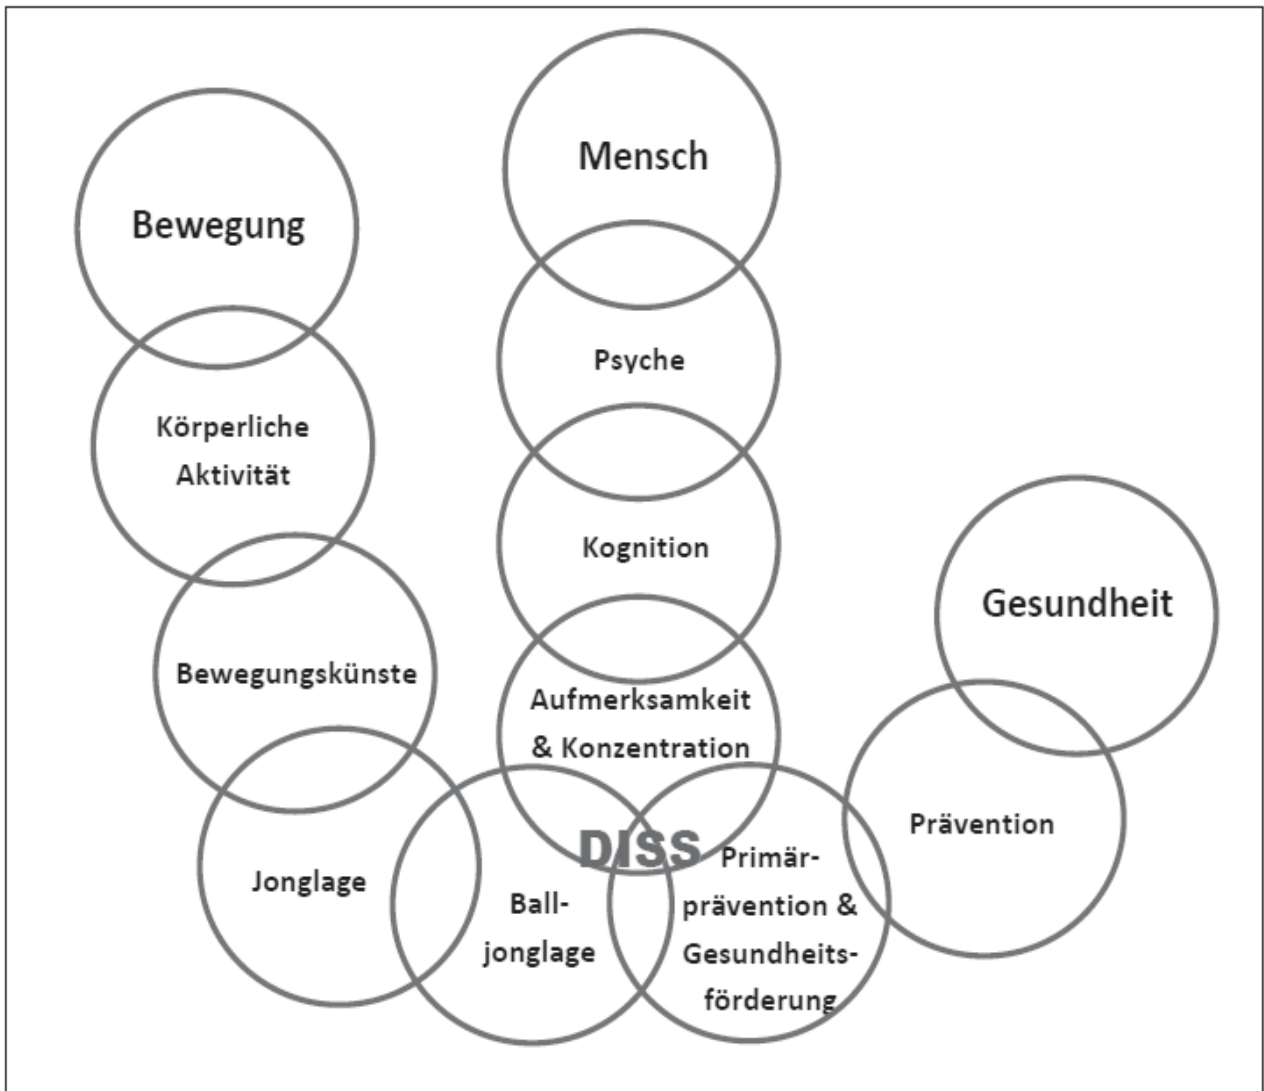 Mensch
Bewegung
Psyche
Körperliche
Aktivität
Kognition
Gesundheit
Bewegungskünste
Aufmerksamkeit
& Konzentration
Prävention
DISS
Jonglage
Ball-
jonglage
Primär-
prävention &
Gesundheits-
förderung